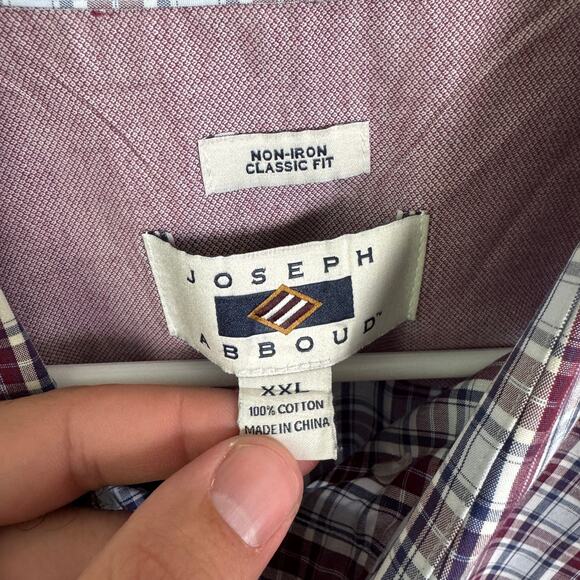 NON-IRON
CLASSIC FIT
JOSEPH
ABBOUD™
XXL
100% COTTON
MADE IN CHINA